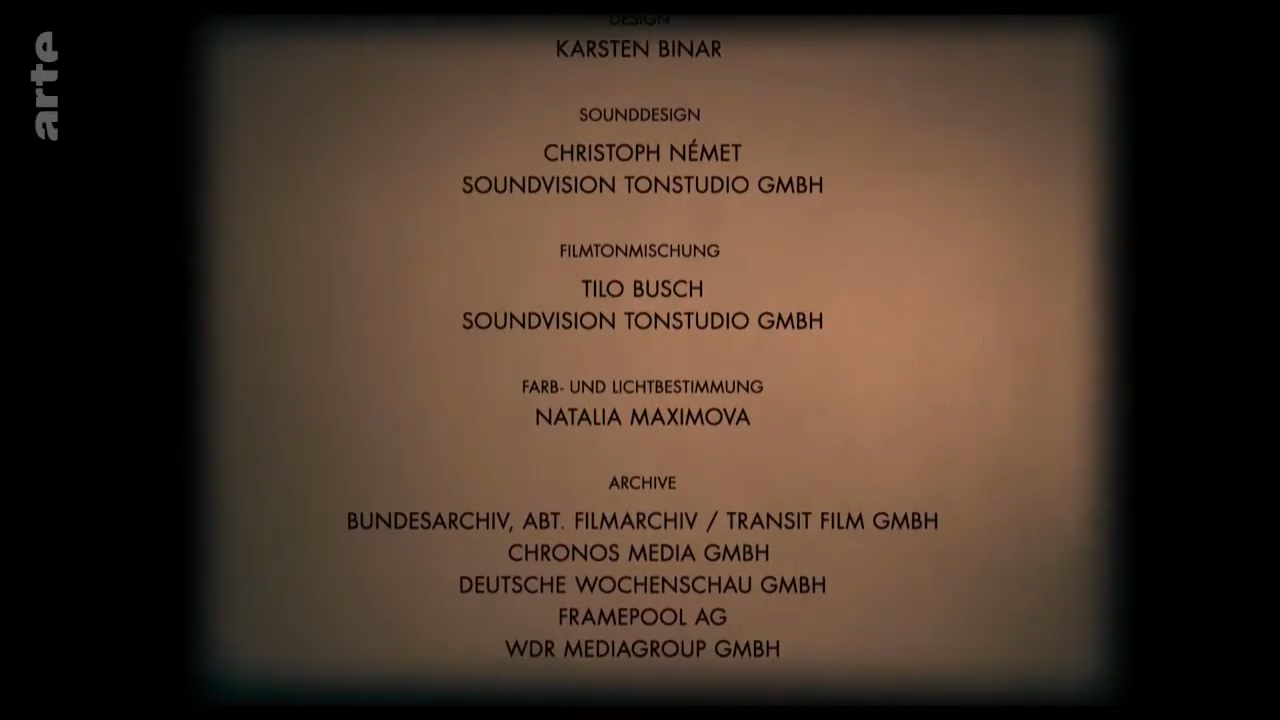 arte
DESIGN
KARSTEN BINAR
SOUNDDESIGN
CHRISTOPH NÉMET
SOUNDVISION TONSTUDIO GMBH
FILMTONMISCHUNG
TILO BUSCH
SOUNDVISION TONSTUDIO GMBH
FARB- UND LICHTBESTIMMUNG
NATALIA MAXIMOVA
ARCHIVE
BUNDESARCHIV, ABT. FILMARCHIV / TRANSIT FILM GMBH
CHRONOS MEDIA GMBH
DEUTSCHE WOCHENSCHAU GMBH
FRAMEPOOL AG
WDR MEDIAGROUP GMBH